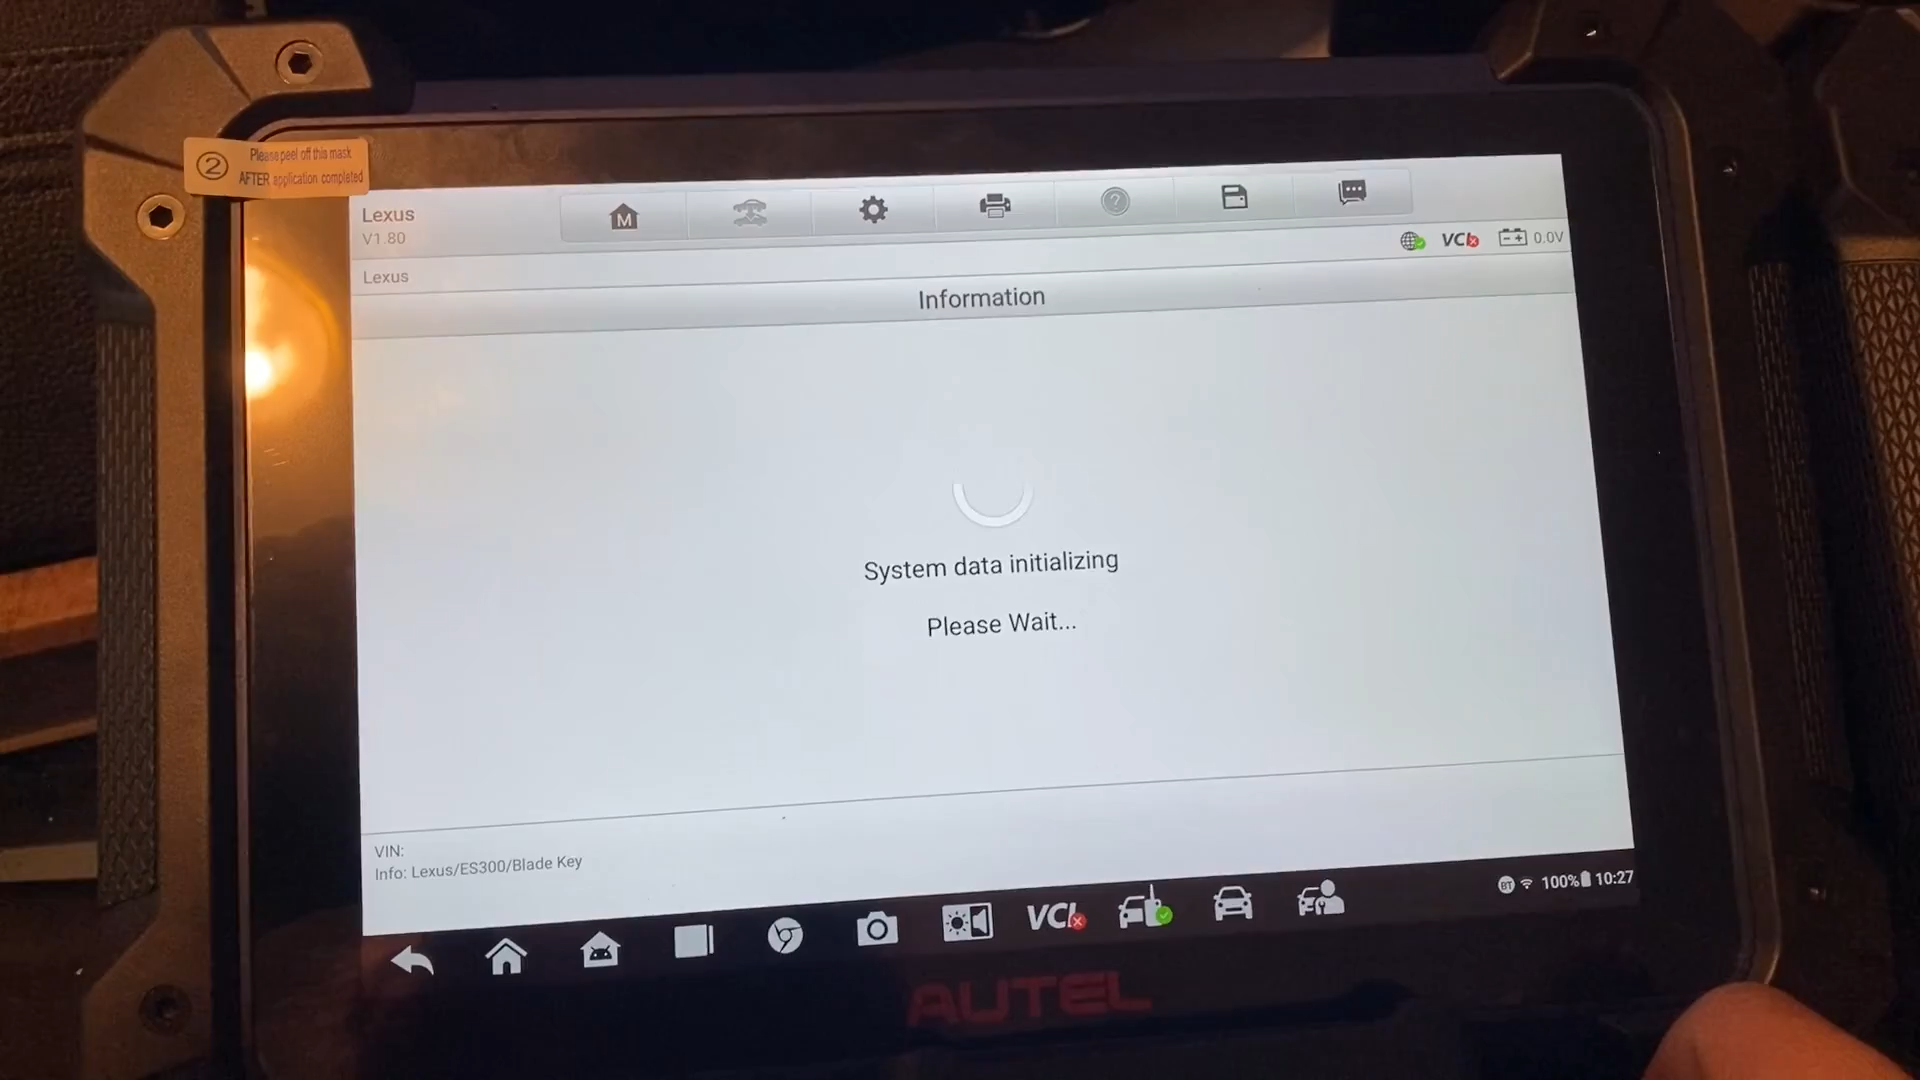 2
Please peel off this mask
AFTER application completed
Lexus
V1.80
M
?
VCI
0.0V
Lexus
Information
System data initializing
Please Wait...
VIN:
Info: Lexus/ES300/Blade Key
VCI
BT
100%
10:27
AUTEL